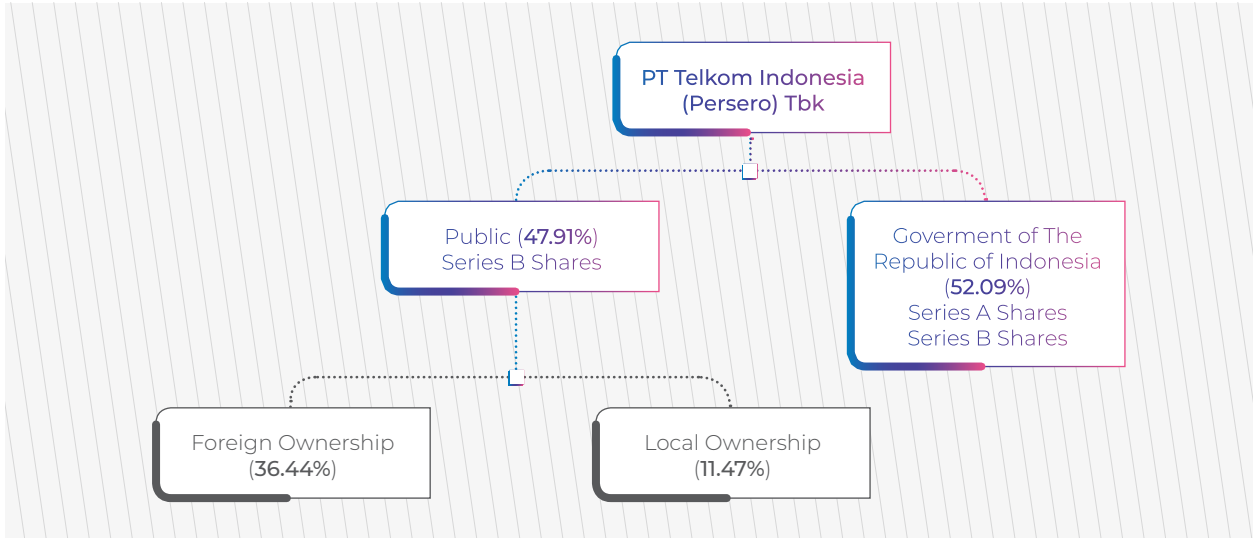 PT Telkom Indonesia
(Persero) Tbk
Public (47.91%)
Series B Shares
Goverment of The
Republic of Indonesia
(52.09%)
Series A Shares
Series B Shares
Foreign Ownership
(36.44%)
Local Ownership
(11.47%)